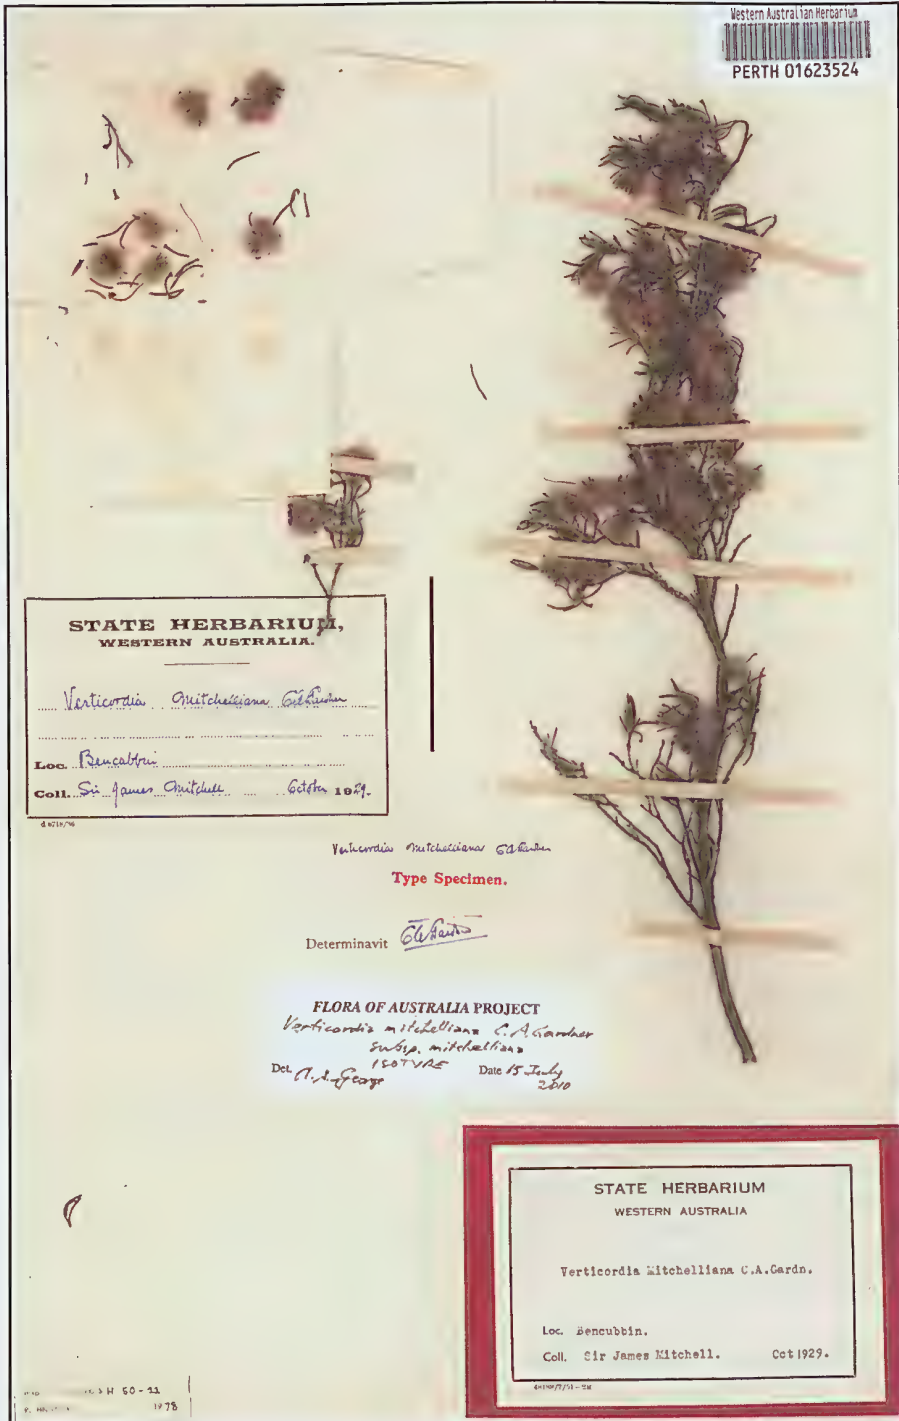 Western Australian Herbarium
PERTH 01623524
STATE HERBARIUM,
WESTERN AUSTRALIA.
Verticordia Mitchelliana C.A.Gardner
Loc. Bencubbin
Coll. Sir James Mitchell October 1929.
Verticordia Mitchelliana C.A.Gardner
Type Specimen.
Determinavit C.A.Gardner
FLORA OF AUSTRALIA PROJECT
Verticordia mitchelliana C.A.Gardner
subsp. mitchelliana
ISOTYPE
Det. A.S.George Date 15 July
2010
STATE HERBARIUM
WESTERN AUSTRALIA
Verticordia Mitchelliana C.A.Gardn.
Loc. Bencubbin.
Coll. Sir James Mitchell. Oct 1929.
H 50-22
1978